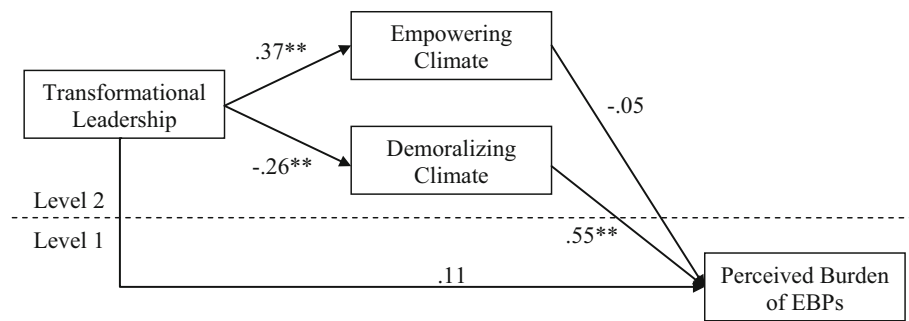 Empowering
Climate
.37**
Transformational
Leadership
-.05
Demoralizing
Climate
-.26**
Level 2
Level 1
.55**
.11
Perceived Burden
of EBPs